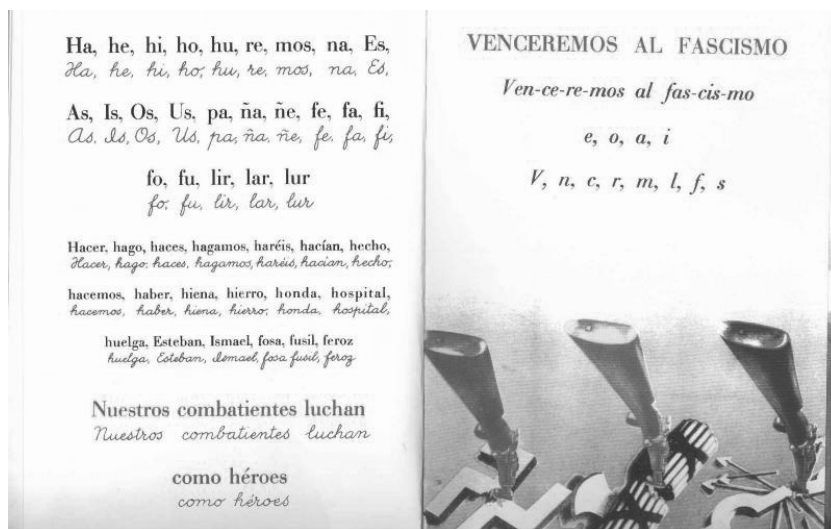 Ha, he, hi, ho, hu, re, mos, na, Es,
Ha, he, hi, ho, hu, re, mos, na, Es,
As, Is, Os, Us, pa, ña, ñe, fe, fa, fi,
As, Is, Os, Us, pa, ña, ñe, fe, fa, fi,
fo, fu, lir, lar, lur
fo, fu, lir, lar, lur
Hacer, hago, haces, hagamos, haréis, hacían, hecho,
Hacer, hago, haces, hagamos, haréis, hacían, hecho,
hacemos, haber, hiena, hierro, honda, hospital,
hacemos, haber, hiena, hierro, honda, hospital,
huelga, Esteban, Ismael, fosa, fusil, feroz
huelga, Esteban, Ismael, fosa fusil, feroz
Nuestros combatientes luchan
Nuestros combatientes luchan
como héroes
como héroes
VENCEREMOS AL FASCISMO
Ven-ce-re-mos al fas-cis-mo
e, o, a, i
V, n, c, r, m, l, f, s